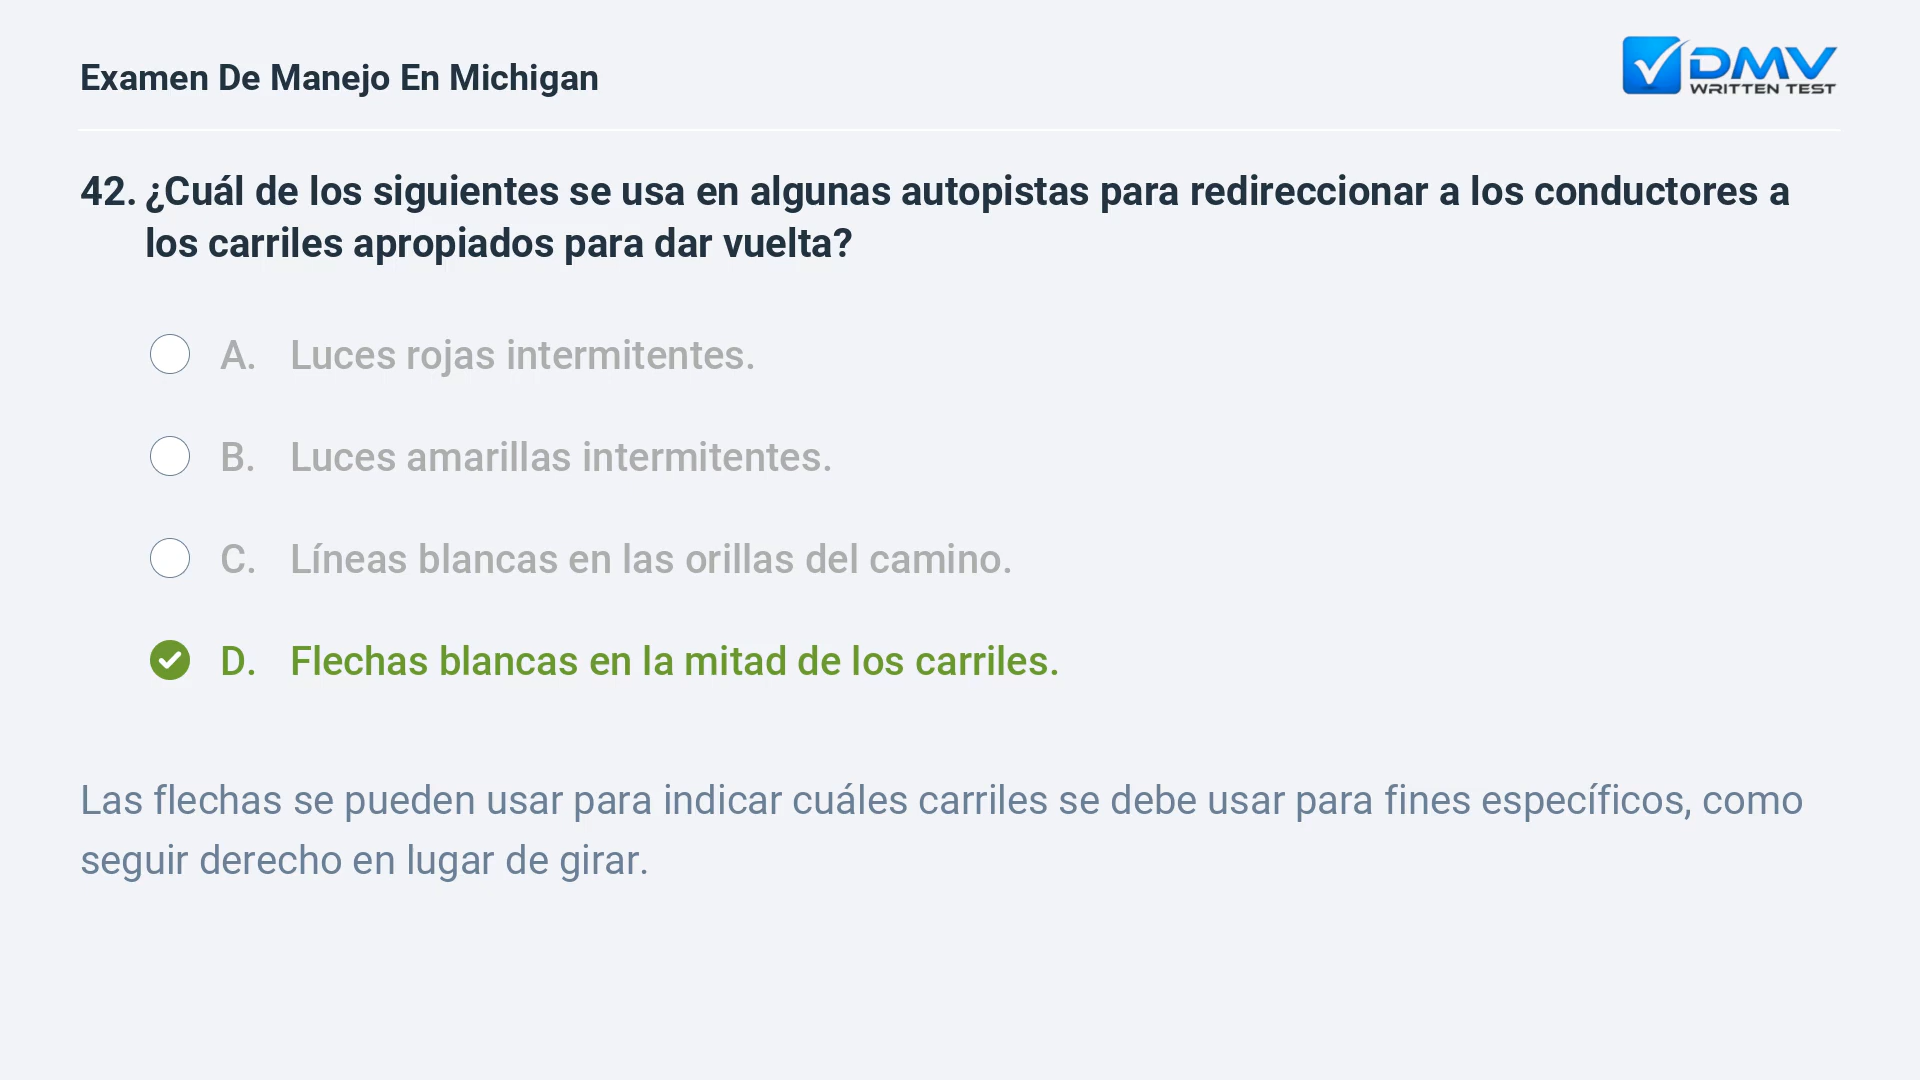 Examen De Manejo En Michigan
DMV
WRITTEN TEST
42. ¿Cuál de los siguientes se usa en algunas autopistas para redireccionar a los conductores a
los carriles apropiados para dar vuelta?
A. Luces rojas intermitentes.
B. Luces amarillas intermitentes.
C. Líneas blancas en las orillas del camino.
D. Flechas blancas en la mitad de los carriles.
Las flechas se pueden usar para indicar cuáles carriles se debe usar para fines específicos, como
seguir derecho en lugar de girar.